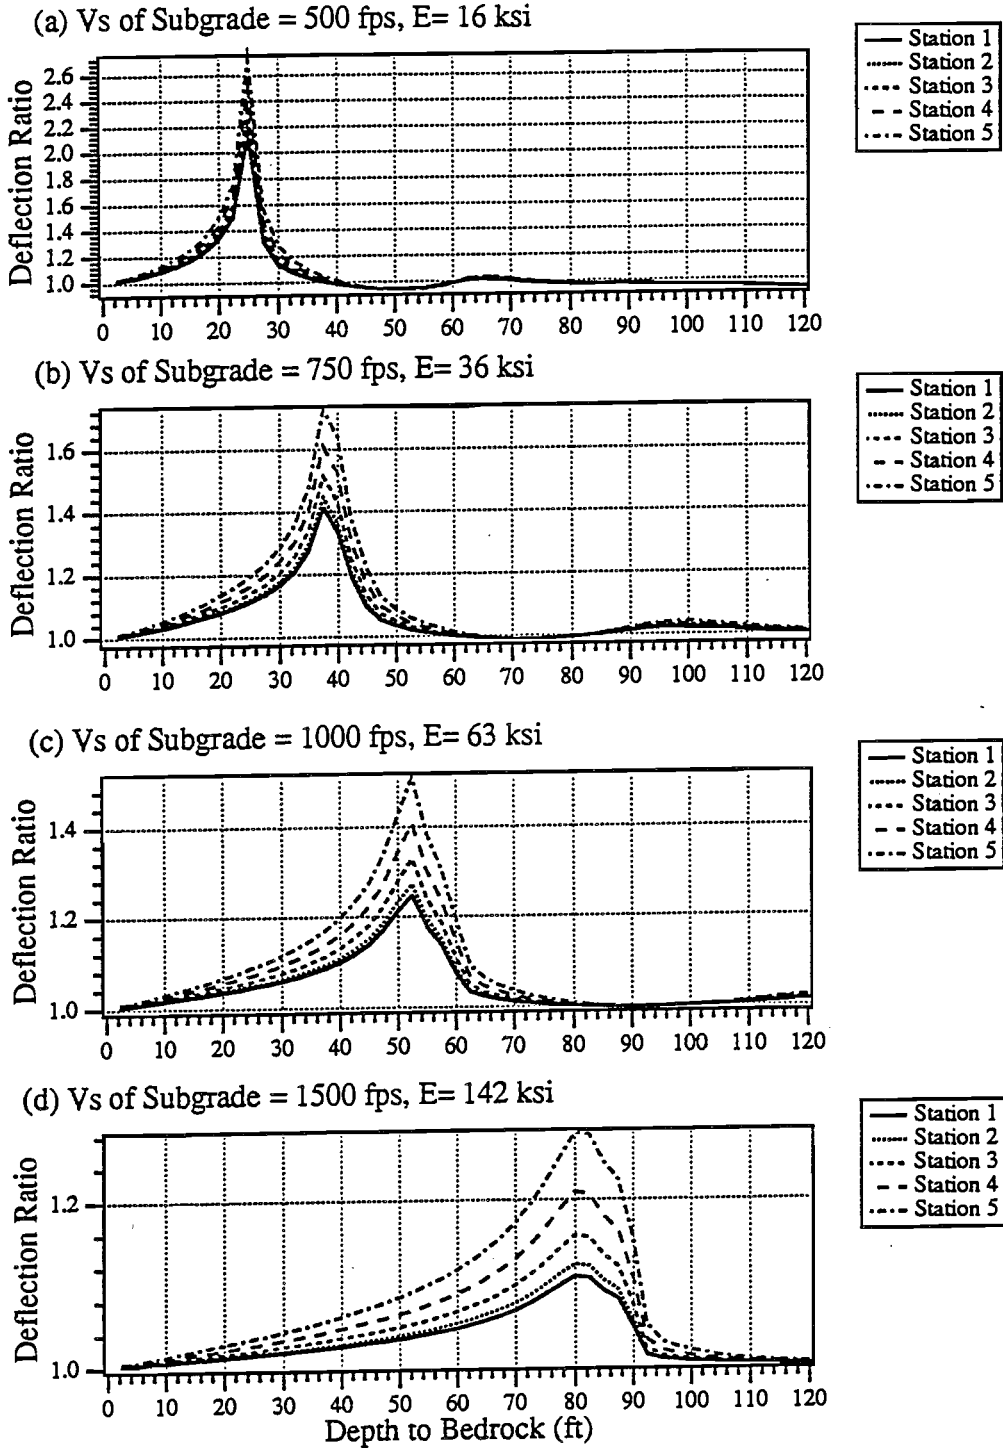 (a) Vs of Subgrade = 500 fps, E= 16 ksi
Deflection Ratio
2.6
2.4
2.2
2.0
1.8
1.6
1.4
1.2
1.0
0 10 20 30 40 50 60 70 80 90 100 110 120
Station 1
Station 2
Station 3
Station 4
Station 5
(b) Vs of Subgrade = 750 fps, E= 36 ksi
Deflection Ratio
1.6
1.4
1.2
1.0
0 10 20 30 40 50 60 70 80 90 100 110 120
Station 1
Station 2
Station 3
Station 4
Station 5
(c) Vs of Subgrade = 1000 fps, E= 63 ksi
Deflection Ratio
1.4
1.2
1.0
0 10 20 30 40 50 60 70 80 90 100 110 120
Station 1
Station 2
Station 3
Station 4
Station 5
(d) Vs of Subgrade = 1500 fps, E= 142 ksi
Deflection Ratio
1.2
1.0
0 10 20 30 40 50 60 70 80 90 100 110 120
Depth to Bedrock (ft)
Station 1
Station 2
Station 3
Station 4
Station 5